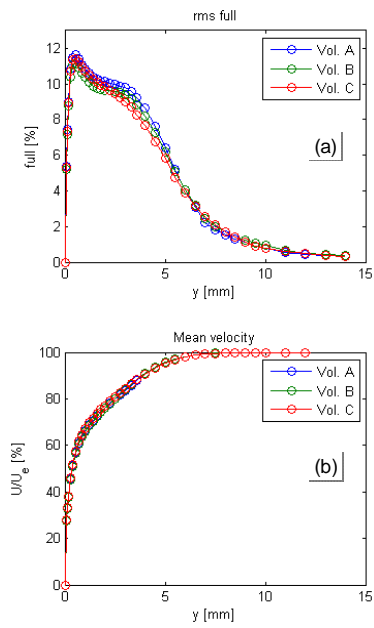 rms full
12
10
8
6
4
2
0
full [%]
Vol. A
Vol. B
Vol. C
(a)
0 5 10 15
y [mm]
Mean velocity
100
80
60
40
20
0
U/U_e [%]
Vol. A
Vol. B
Vol. C
(b)
0 5 10 15
y [mm]